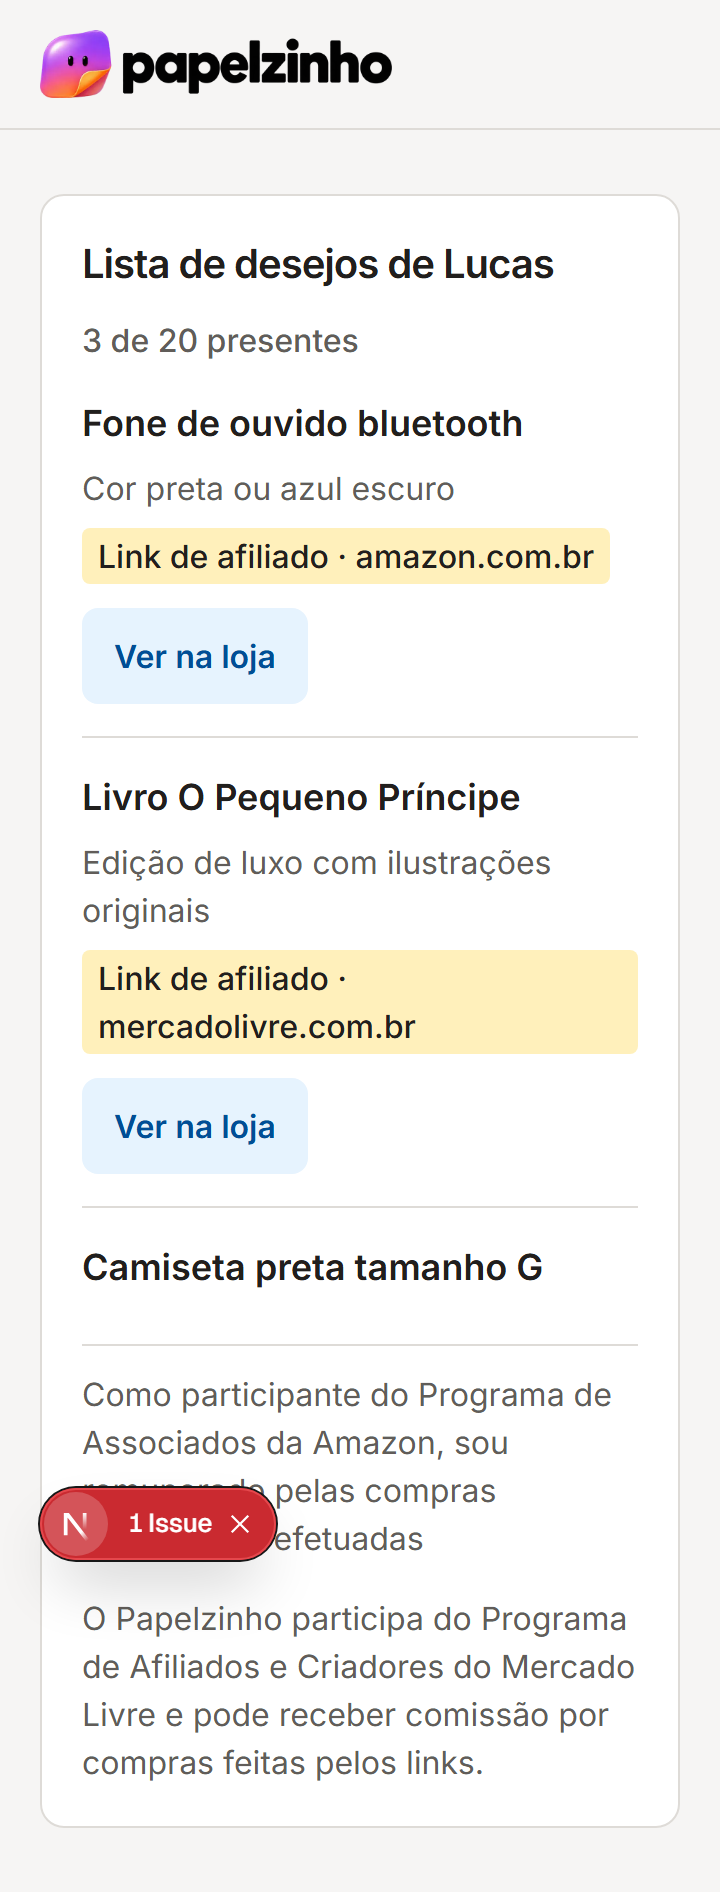 papelzinho
Lista de desejos de Lucas
3 de 20 presentes
Fone de ouvido bluetooth
Cor preta ou azul escuro
Link de afiliado · amazon.com.br
Ver na loja
Livro O Pequeno Príncipe
Edição de luxo com ilustrações
originais
Link de afiliado ·
mercadolivre.com.br
Ver na loja
Camiseta preta tamanho G
Como participante do Programa de
Associados da Amazon, sou
pelas compras
efetuadas
N 1 Issue
O Papelzinho participa do Programa
de Afiliados e Criadores do Mercado
Livre e pode receber comissão por
compras feitas pelos links.